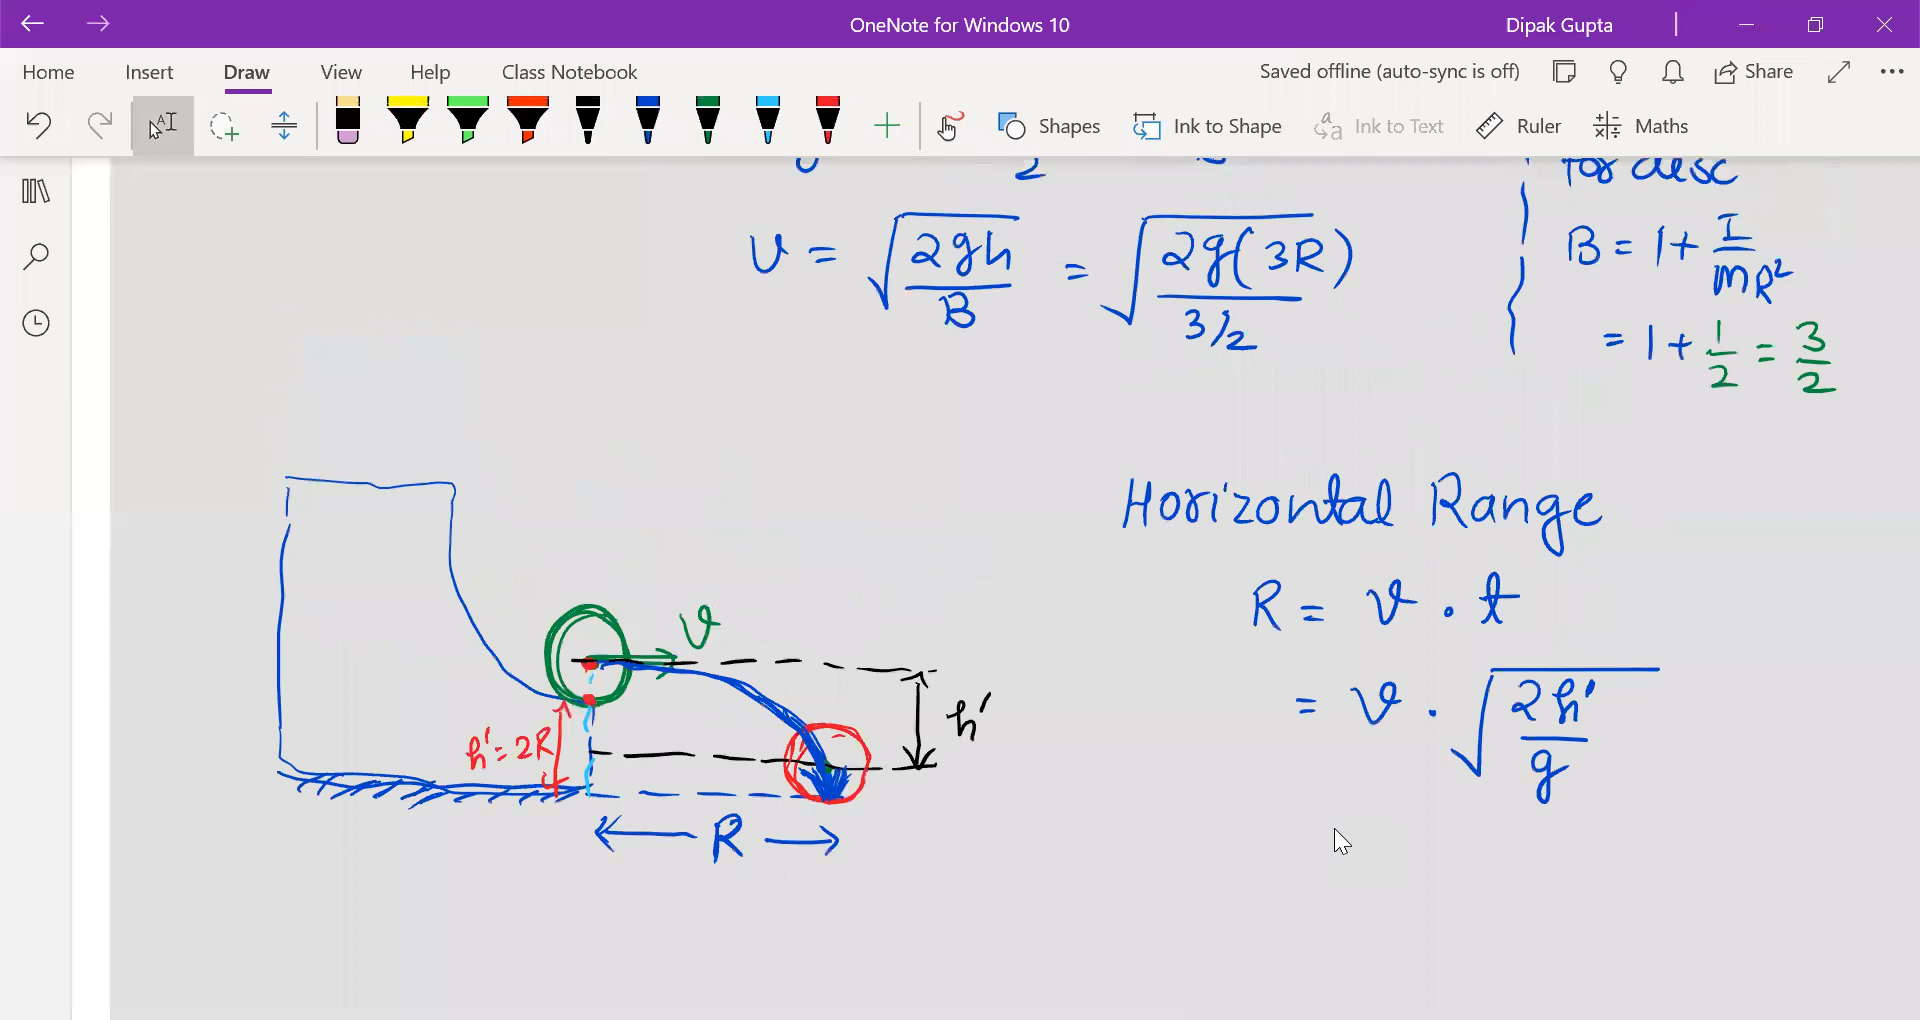 OneNote for Windows 10
Dipak Gupta
Home Insert Draw View Help Class Notebook
Saved offline (auto-sync is off) Share
Shapes Ink to Shape Ink to Text Ruler Maths
2
for disc
v = √(2gh/B) = √(2g(3R)/(3/2))
B = 1 + I/mR²
= 1 + 1/2 = 3/2
Horizontal Range
R = v · t
= v · √(2h'/g)
v
h'
h' = 2R
R